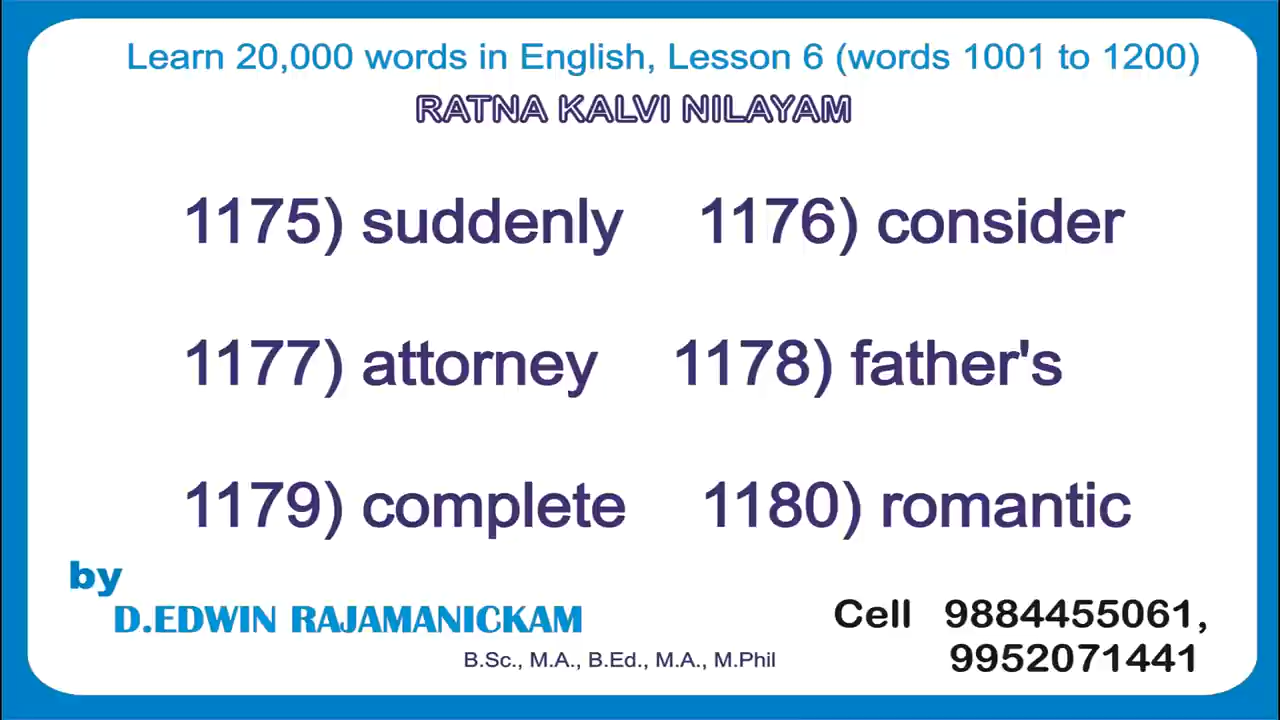 Learn 20,000 words in English, Lesson 6 (words 1001 to 1200)
RATNA KALVI NILAYAM
1175) suddenly 1176) consider
1177) attorney 1178) father's
1179) complete 1180) romantic
by
D.EDWIN RAJAMANICKAM
B.Sc., M.A., B.Ed., M.A., M.Phil
Cell 9884455061,
9952071441